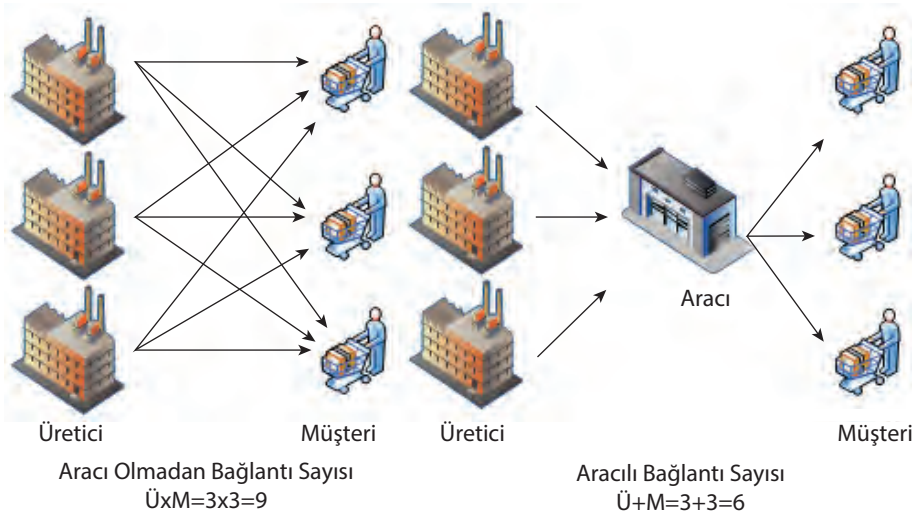 Aracı
Üretici
Müşteri
Üretici
Müşteri
Aracı Olmadan Bağlantı Sayısı
ÜxM=3x3=9
Aracılı Bağlantı Sayısı
Ü+M=3+3=6